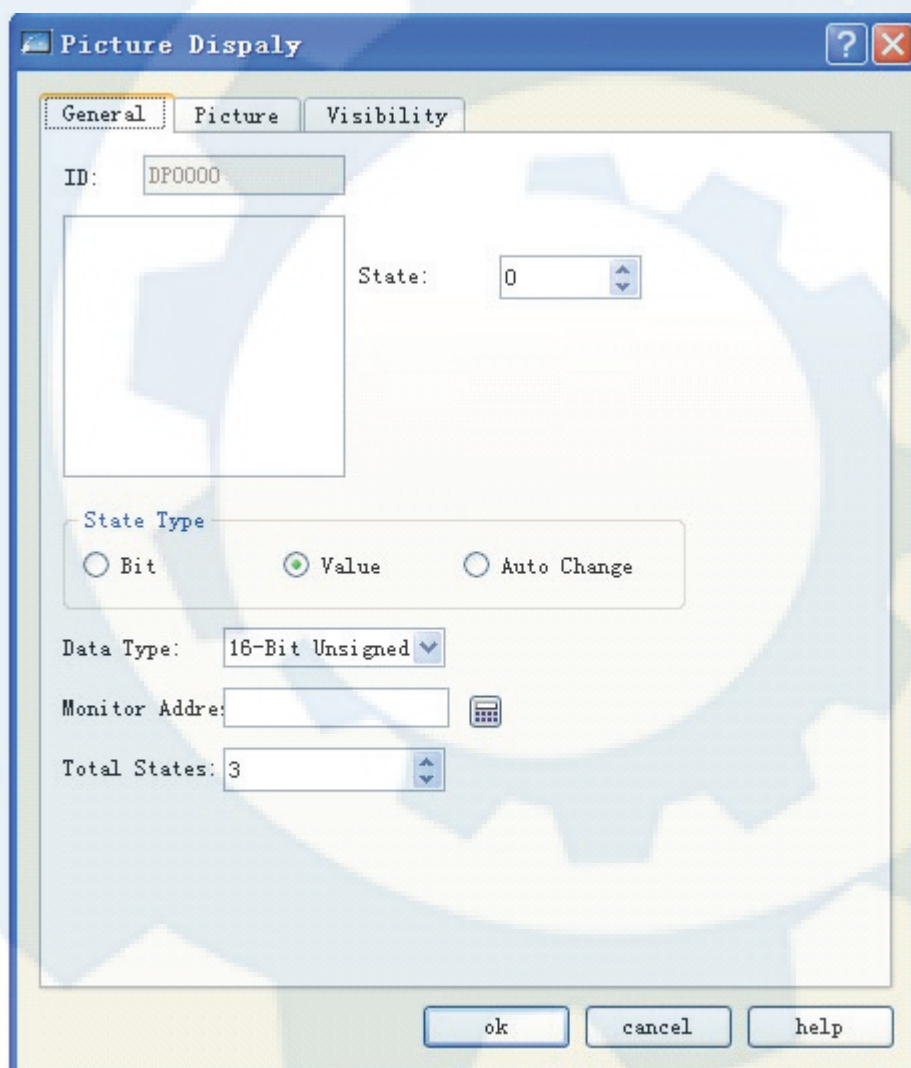 Picture Dispaly
General Picture Visibility
ID: DP0000
State: 0
State Type
Bit Value Auto Change
Data Type: 16-Bit Unsigned
Monitor Addre
Total States: 3
ok cancel help